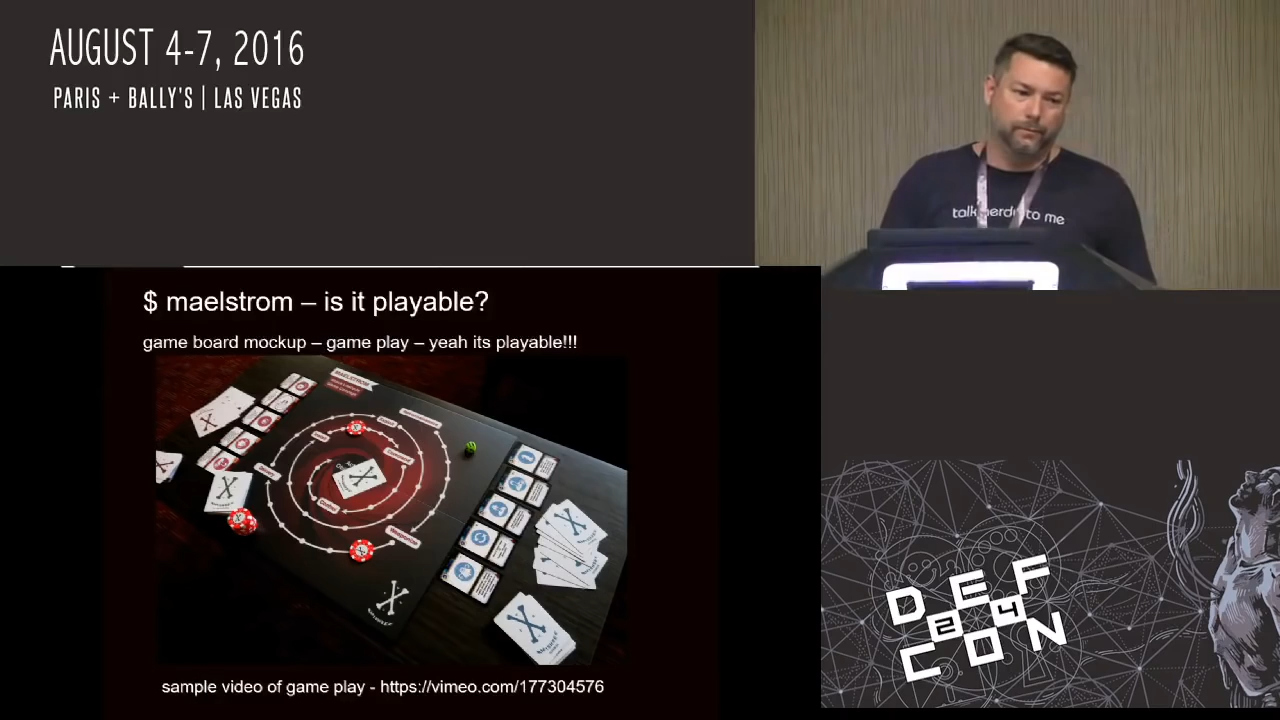 AUGUST 4-7, 2016
PARIS + BALLY'S | LAS VEGAS
talk nerdy to me
$ maelstrom – is it playable?
game board mockup – game play – yeah its playable!!!
MAELSTROM
sample video of game play - https://vimeo.com/177304576
DEF
24
CON